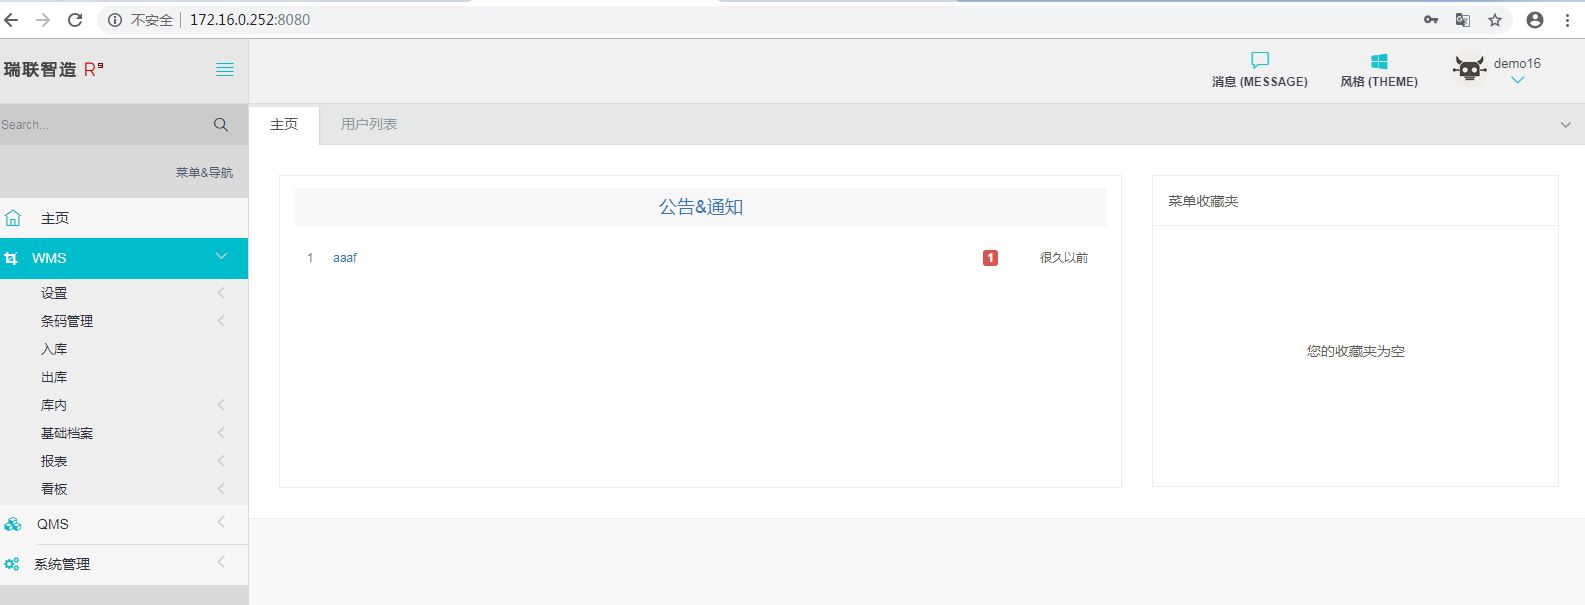 不安全 172.16.0.252:8080
瑞联智造 R⁹
消息 (MESSAGE)
风格 (THEME)
demo16
Search...
主页
用户列表
菜单&导航
主页
WMS
设置
条码管理
入库
出库
库内
基础档案
报表
看板
QMS
系统管理
公告&通知
1 aaaf 1 很久以前
菜单收藏夹
您的收藏夹为空